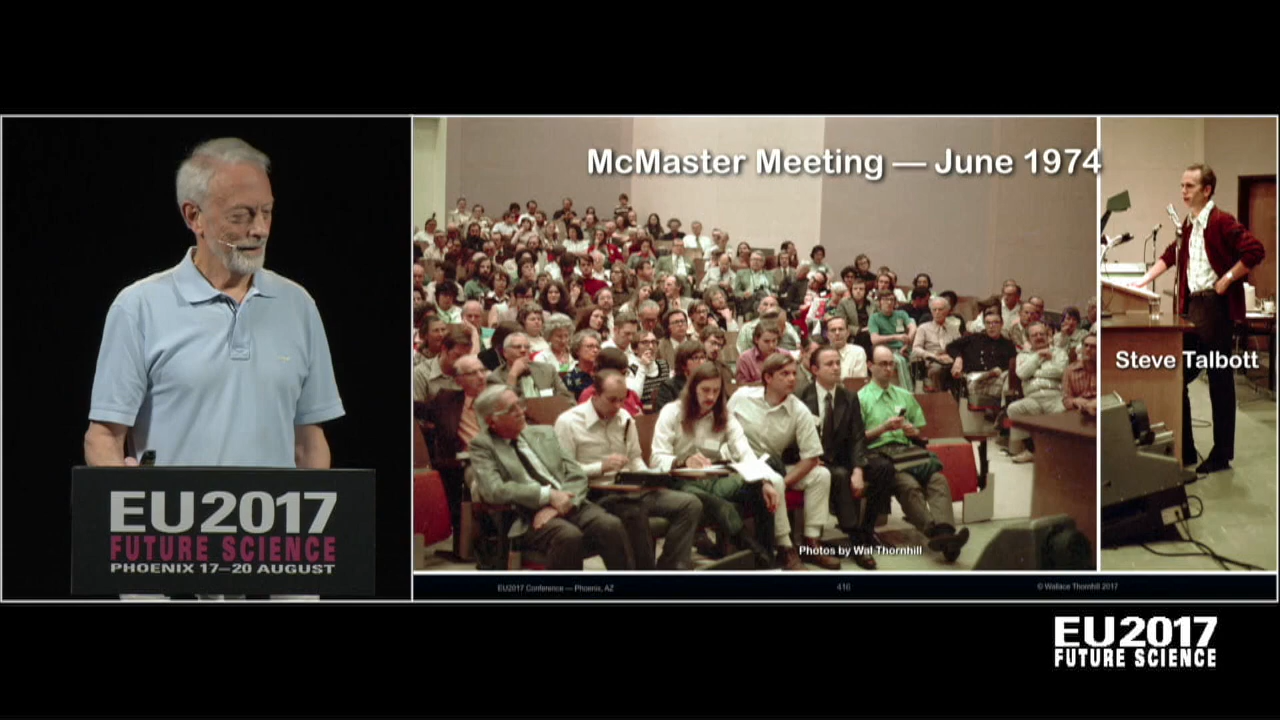 McMaster Meeting — June 1974
Steve Talbott
Photos by Wal Thornhill
EU2017 Conference — Phoenix, AZ
416
© Wallace Thornhill 2017
EU2017
FUTURE SCIENCE
PHOENIX 17–20 AUGUST
EU2017
FUTURE SCIENCE